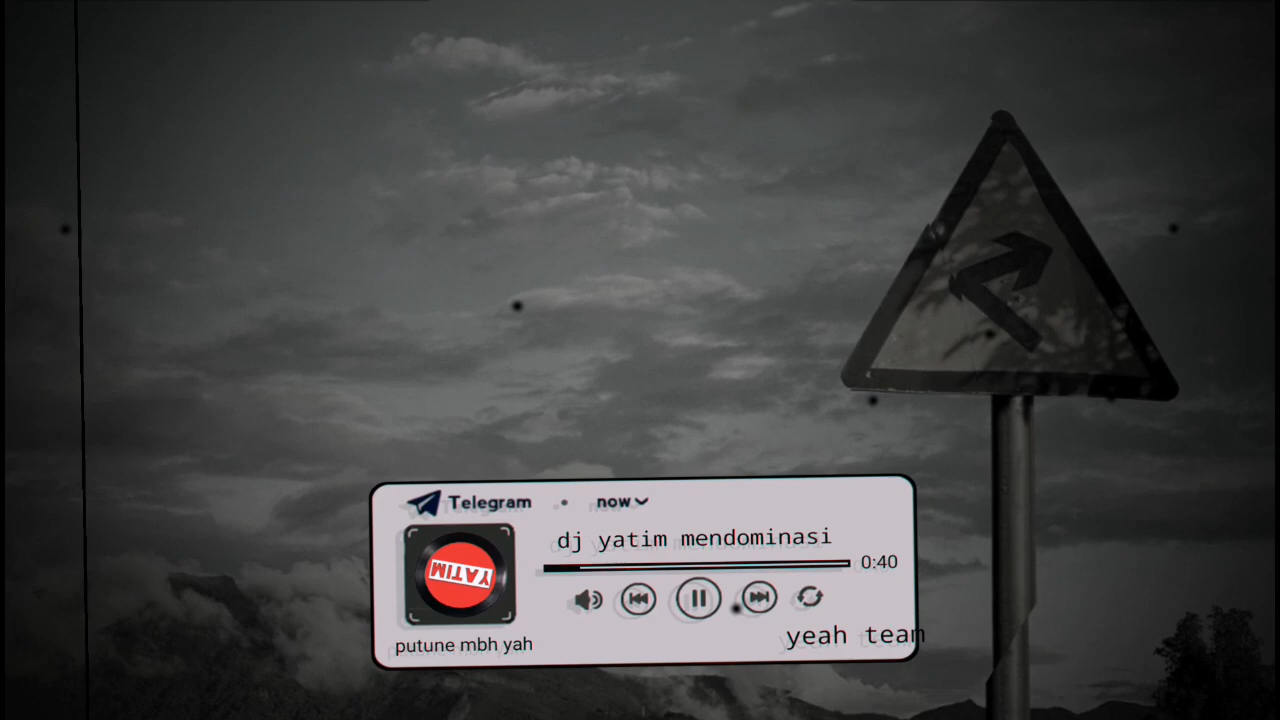 Telegram • now
dj yatim mendominasi
0:40
YATIM
putune mbh yah
yeah team